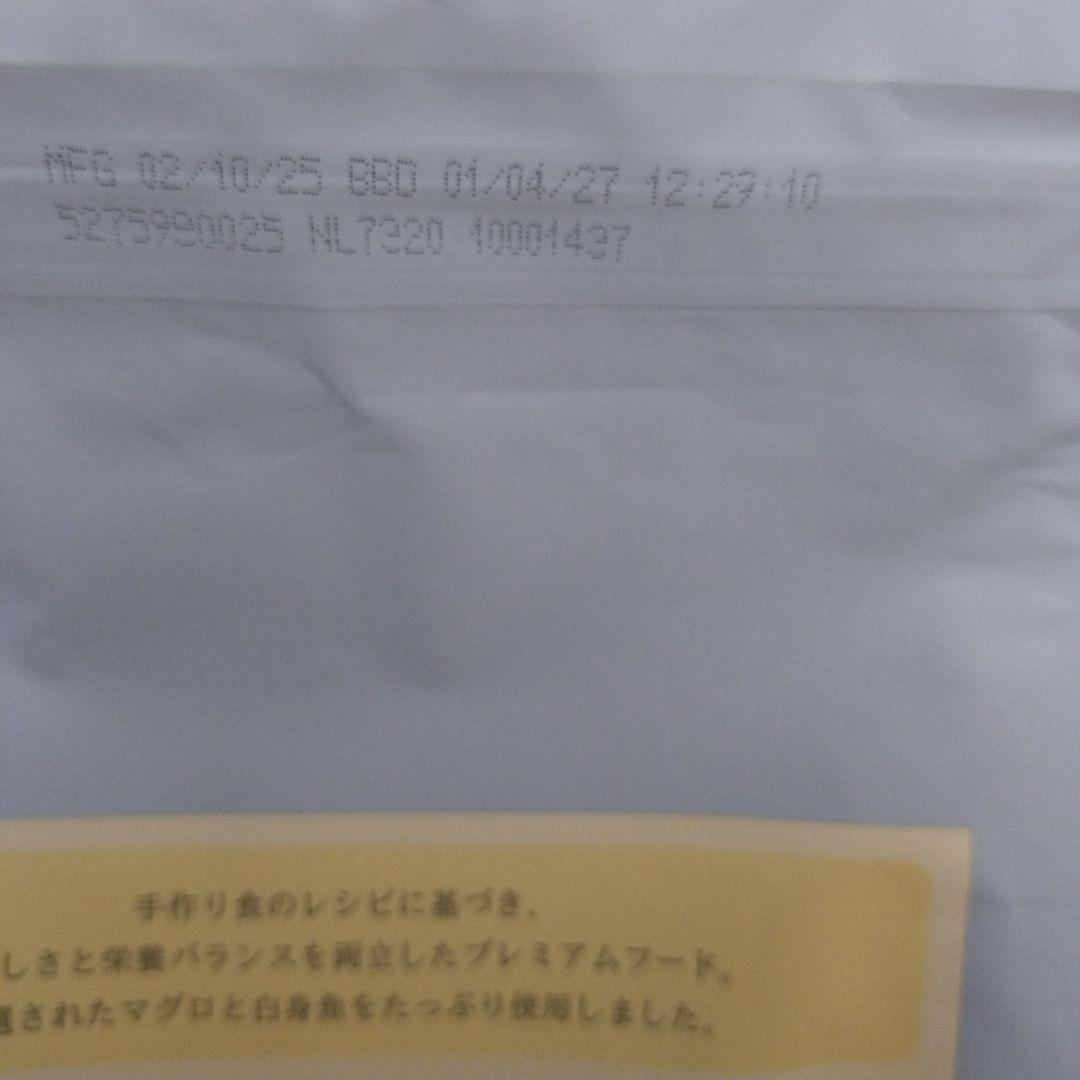 MFG 02/10/25 BBD 01/04/27 12:29:10
5275990025 NL7320 10001437
手作り食のレシピに基づき、
しさと栄養バランスを両立したプレミアムフード。
選されたマグロと白身魚をたっぷり使用しました。